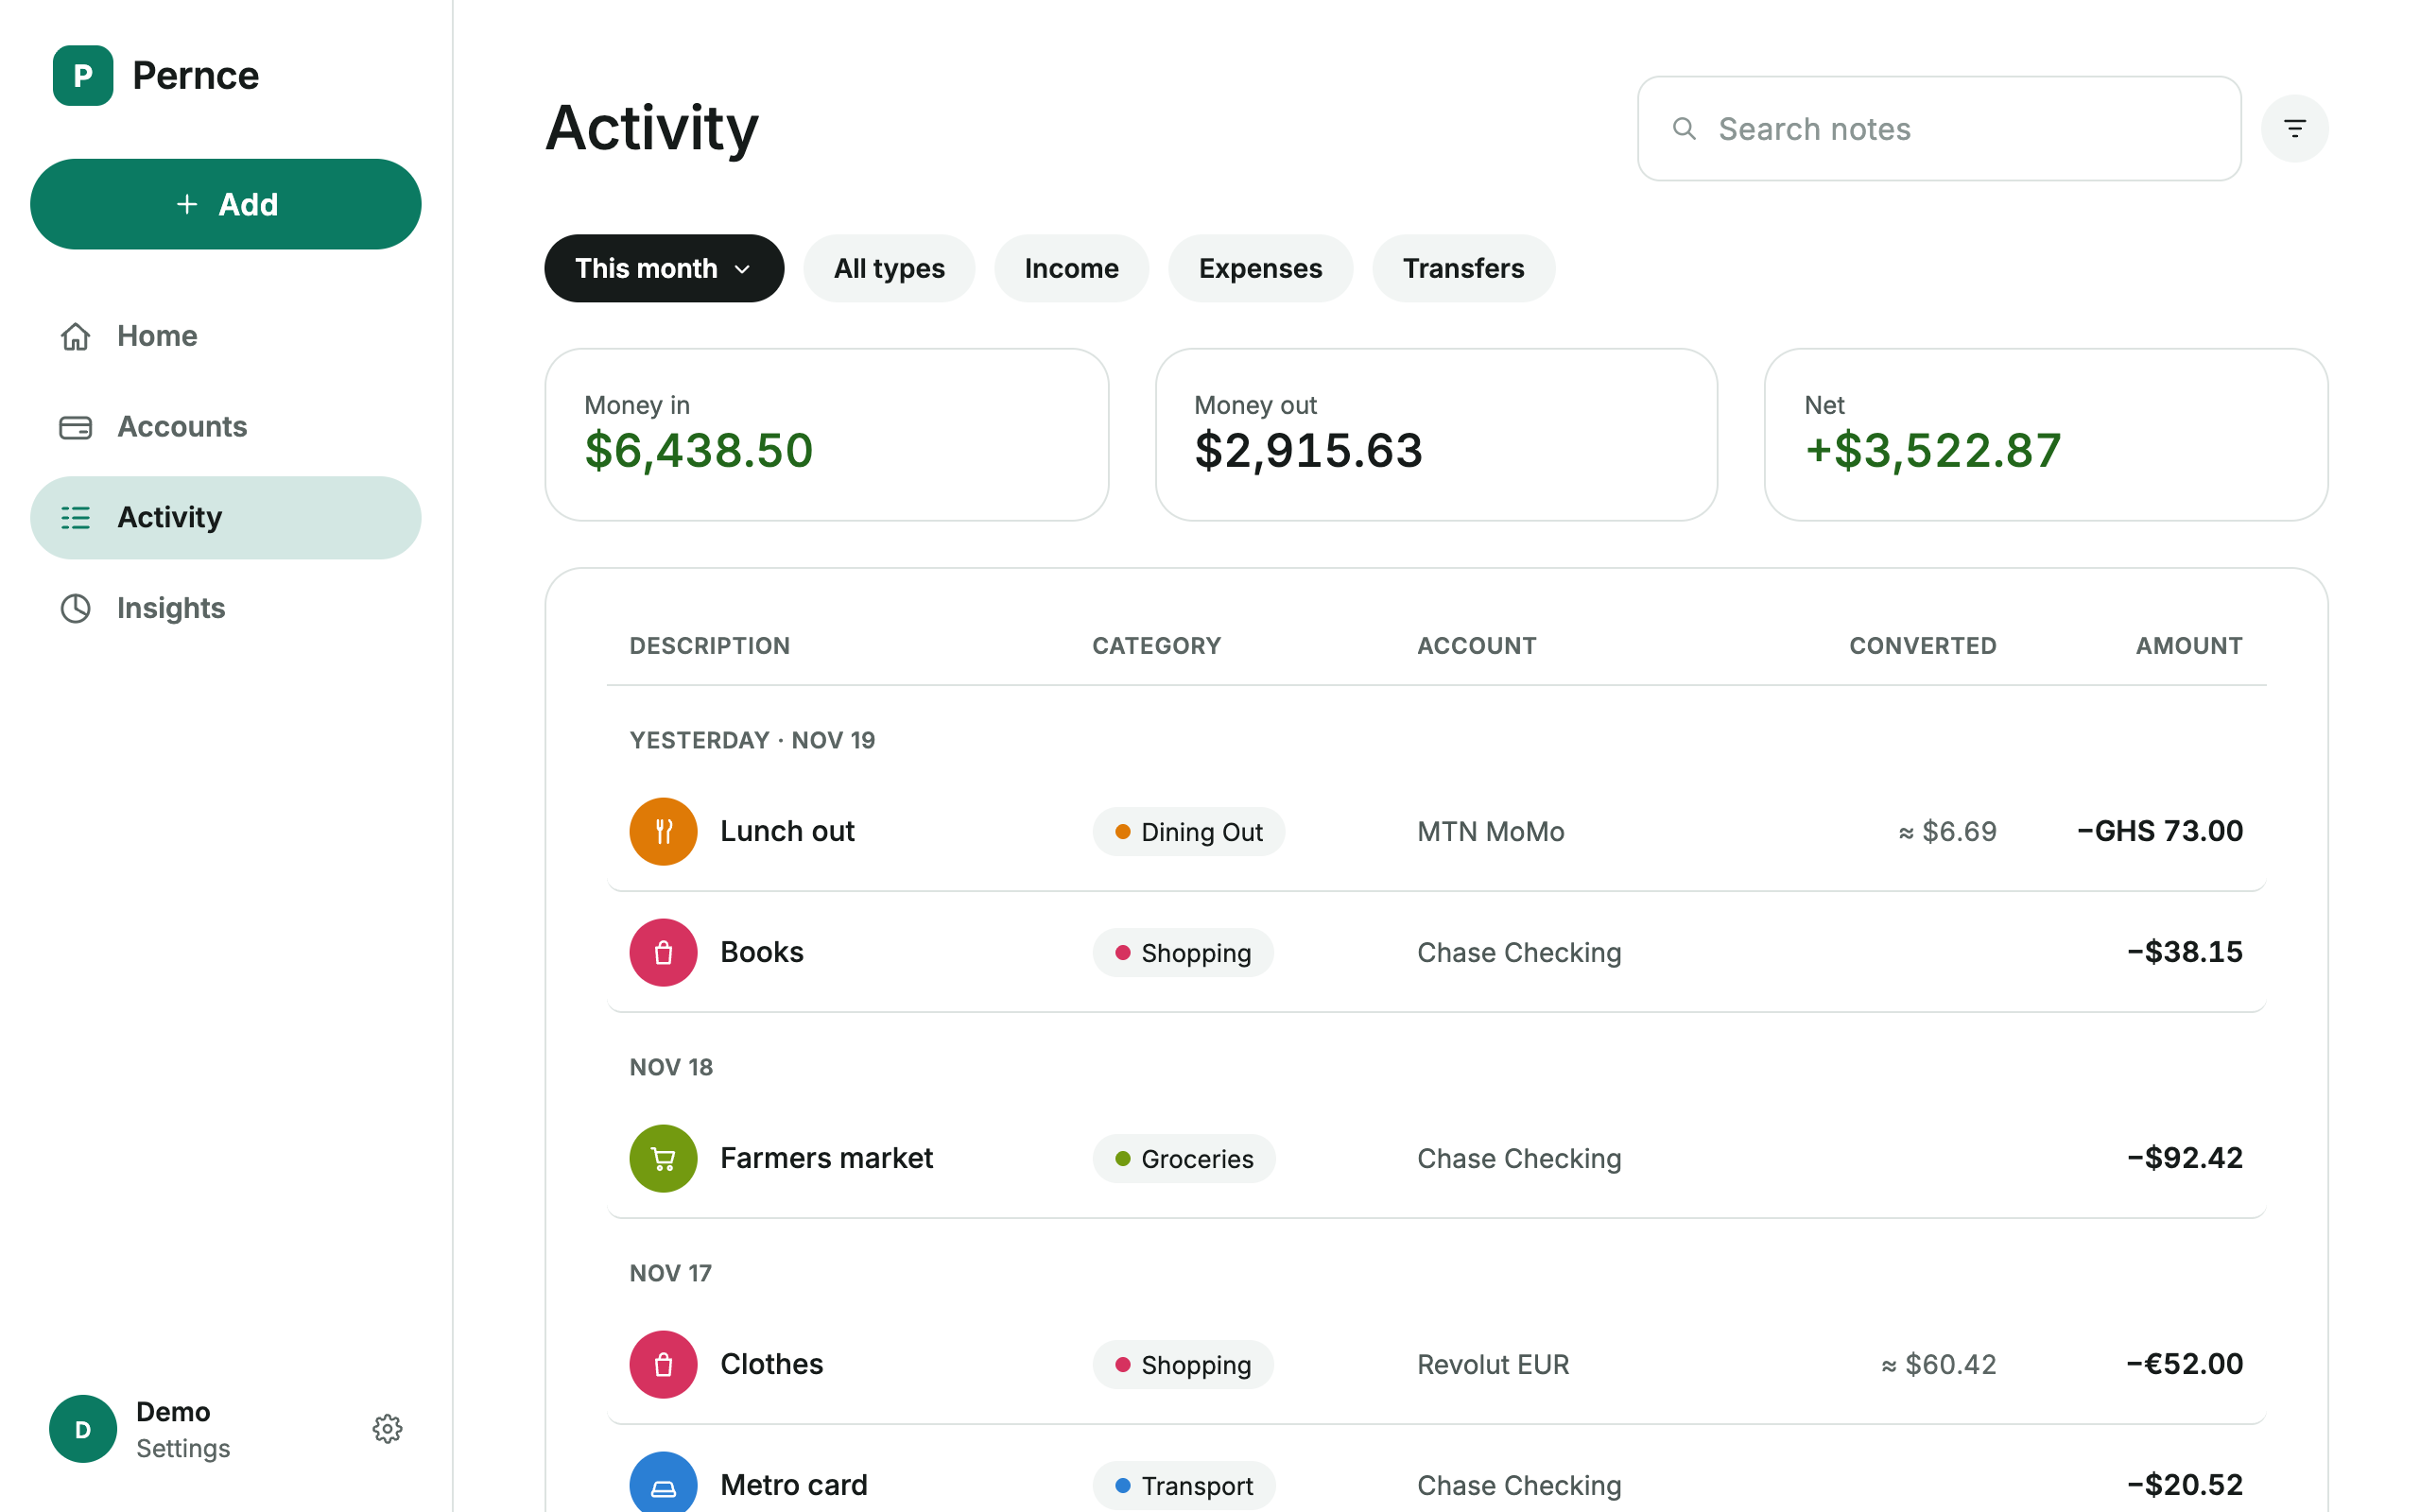 P Pernce
+ Add
Home
Accounts
Activity
Insights
D
Demo
Settings
Activity
Search notes
This month
All types
Income
Expenses
Transfers
Money in
$6,438.50
Money out
$2,915.63
Net
+$3,522.87
DESCRIPTION CATEGORY ACCOUNT CONVERTED AMOUNT
YESTERDAY · NOV 19
Lunch out Dining Out MTN MoMo ≈ $6.69 −GHS 73.00
Books Shopping Chase Checking −$38.15
NOV 18
Farmers market Groceries Chase Checking −$92.42
NOV 17
Clothes Shopping Revolut EUR ≈ $60.42 −€52.00
Metro card Transport Chase Checking −$20.52